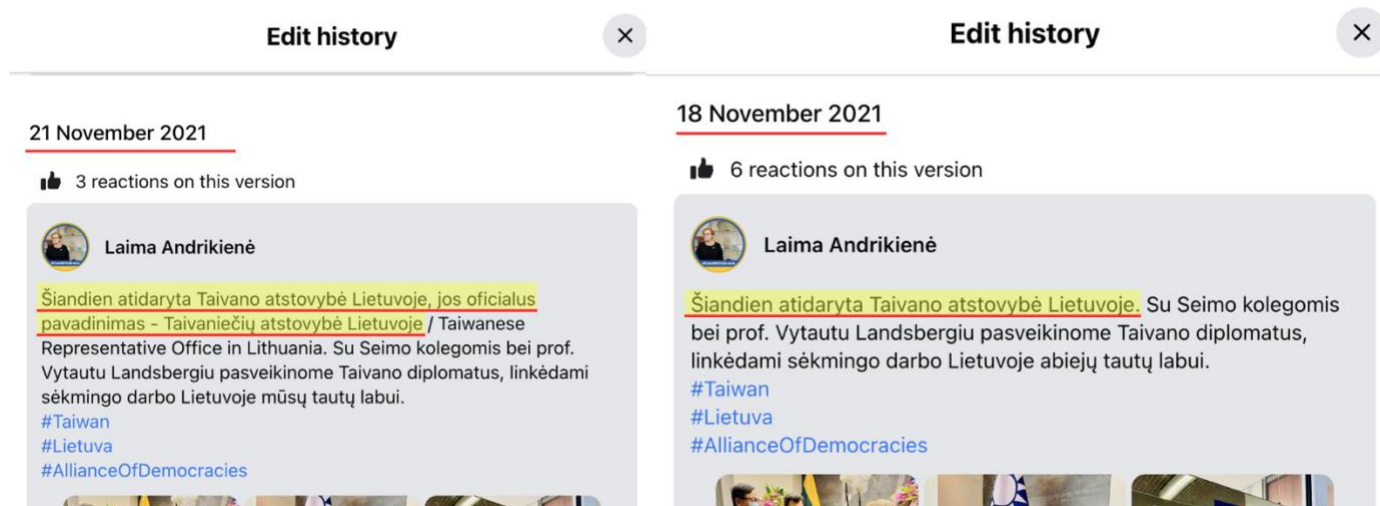 Edit history
21 November 2021
3 reactions on this version
Laima Andrikienė
Šiandien atidaryta Taivano atstovybė Lietuvoje, jos oficialus
pavadinimas - Taivaniečių atstovybė Lietuvoje / Taiwanese
Representative Office in Lithuania. Su Seimo kolegomis bei prof.
Vytautu Landsbergiu pasveikinome Taivano diplomatus, linkėdami
sėkmingo darbo Lietuvoje mūsų tautų labui.
#Taiwan
#Lietuva
#AllianceOfDemocracies
Edit history
18 November 2021
6 reactions on this version
Laima Andrikienė
Šiandien atidaryta Taivano atstovybė Lietuvoje. Su Seimo kolegomis
bei prof. Vytautu Landsbergiu pasveikinome Taivano diplomatus,
linkėdami sėkmingo darbo Lietuvoje abiejų tautų labui.
#Taiwan
#Lietuva
#AllianceOfDemocracies